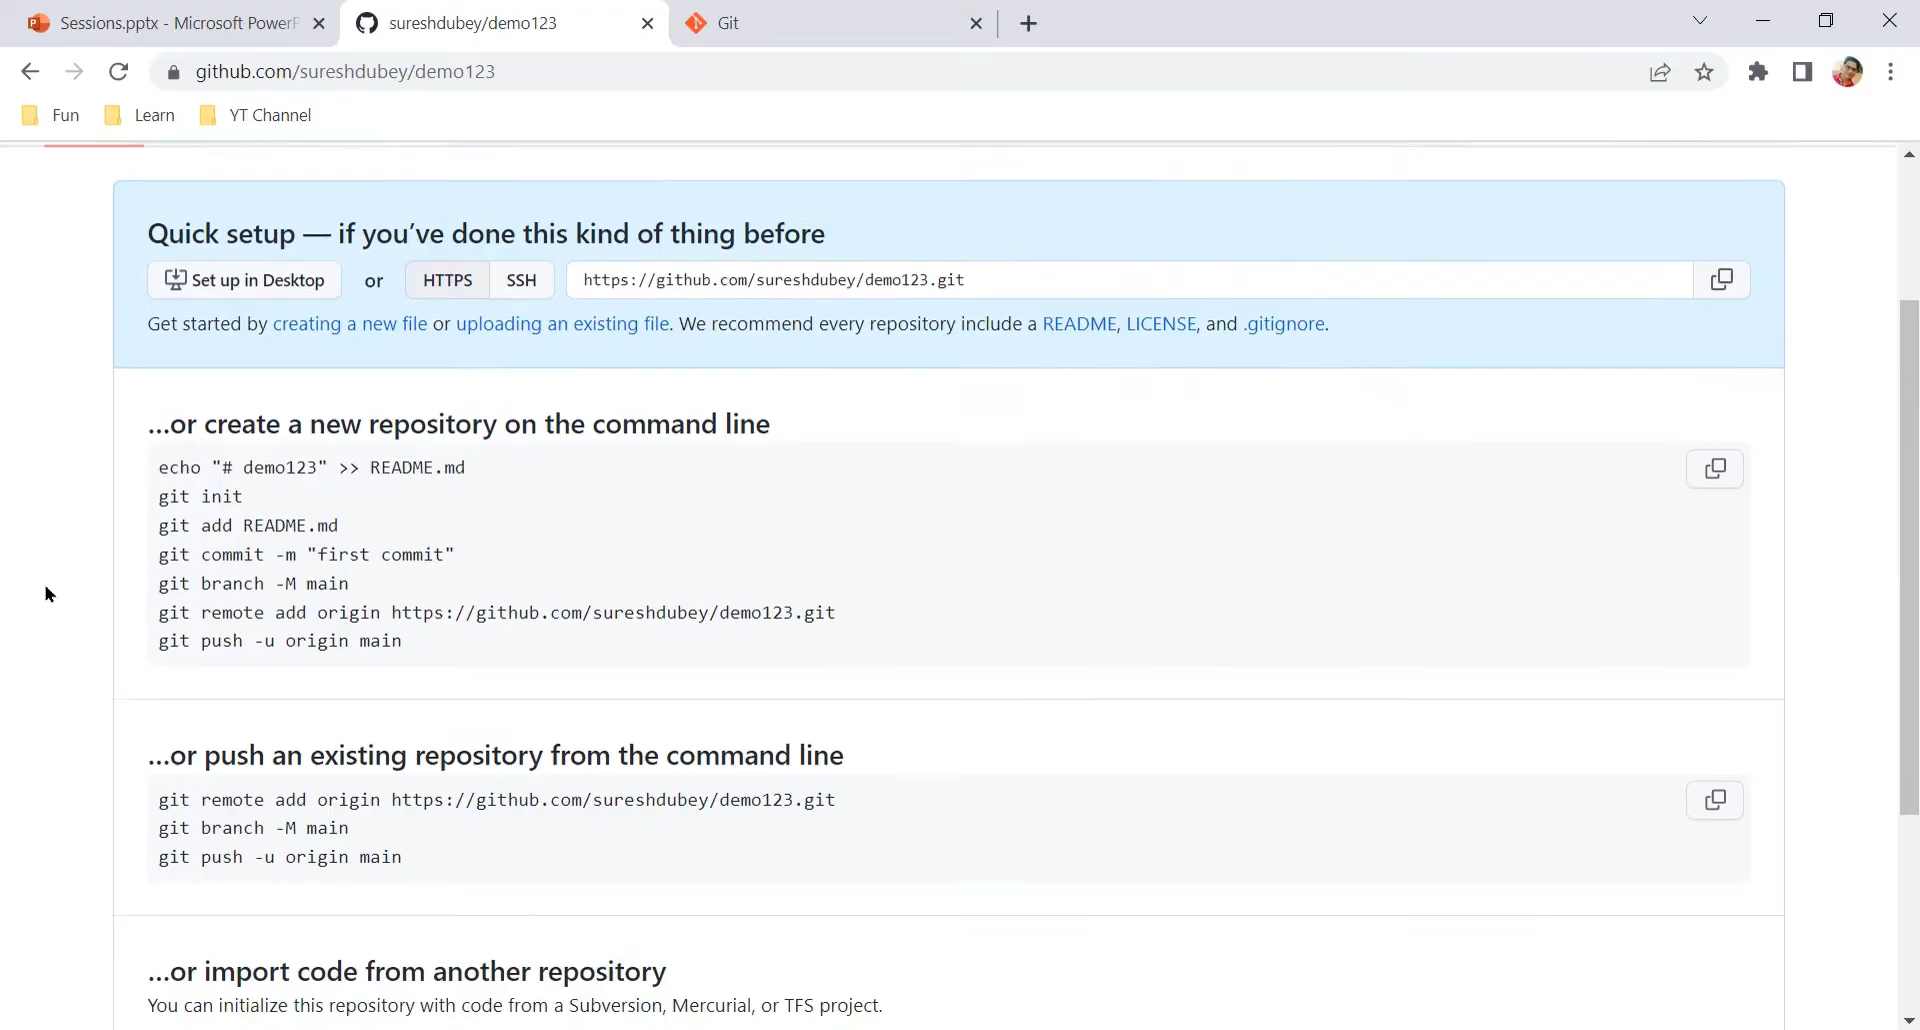 Sessions.pptx - Microsoft PowerP
sureshdubey/demo123
Git
github.com/sureshdubey/demo123
Fun
Learn
YT Channel
Quick setup — if you’ve done this kind of thing before
Set up in Desktop or HTTPS SSH https://github.com/sureshdubey/demo123.git
Get started by creating a new file or uploading an existing file. We recommend every repository include a README, LICENSE, and .gitignore.
…or create a new repository on the command line
echo "# demo123" >> README.md
git init
git add README.md
git commit -m "first commit"
git branch -M main
git remote add origin https://github.com/sureshdubey/demo123.git
git push -u origin main
…or push an existing repository from the command line
git remote add origin https://github.com/sureshdubey/demo123.git
git branch -M main
git push -u origin main
…or import code from another repository
You can initialize this repository with code from a Subversion, Mercurial, or TFS project.